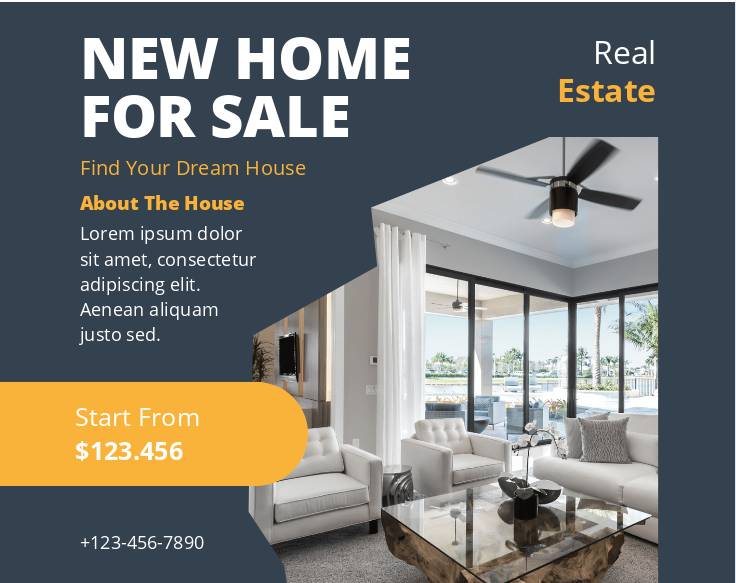 NEW HOME
FOR SALE
Real
Estate
Find Your Dream House
About The House
Lorem ipsum dolor
sit amet, consectetur
adipiscing elit.
Aenean aliquam
justo sed.
Start From
$123.456
+123-456-7890